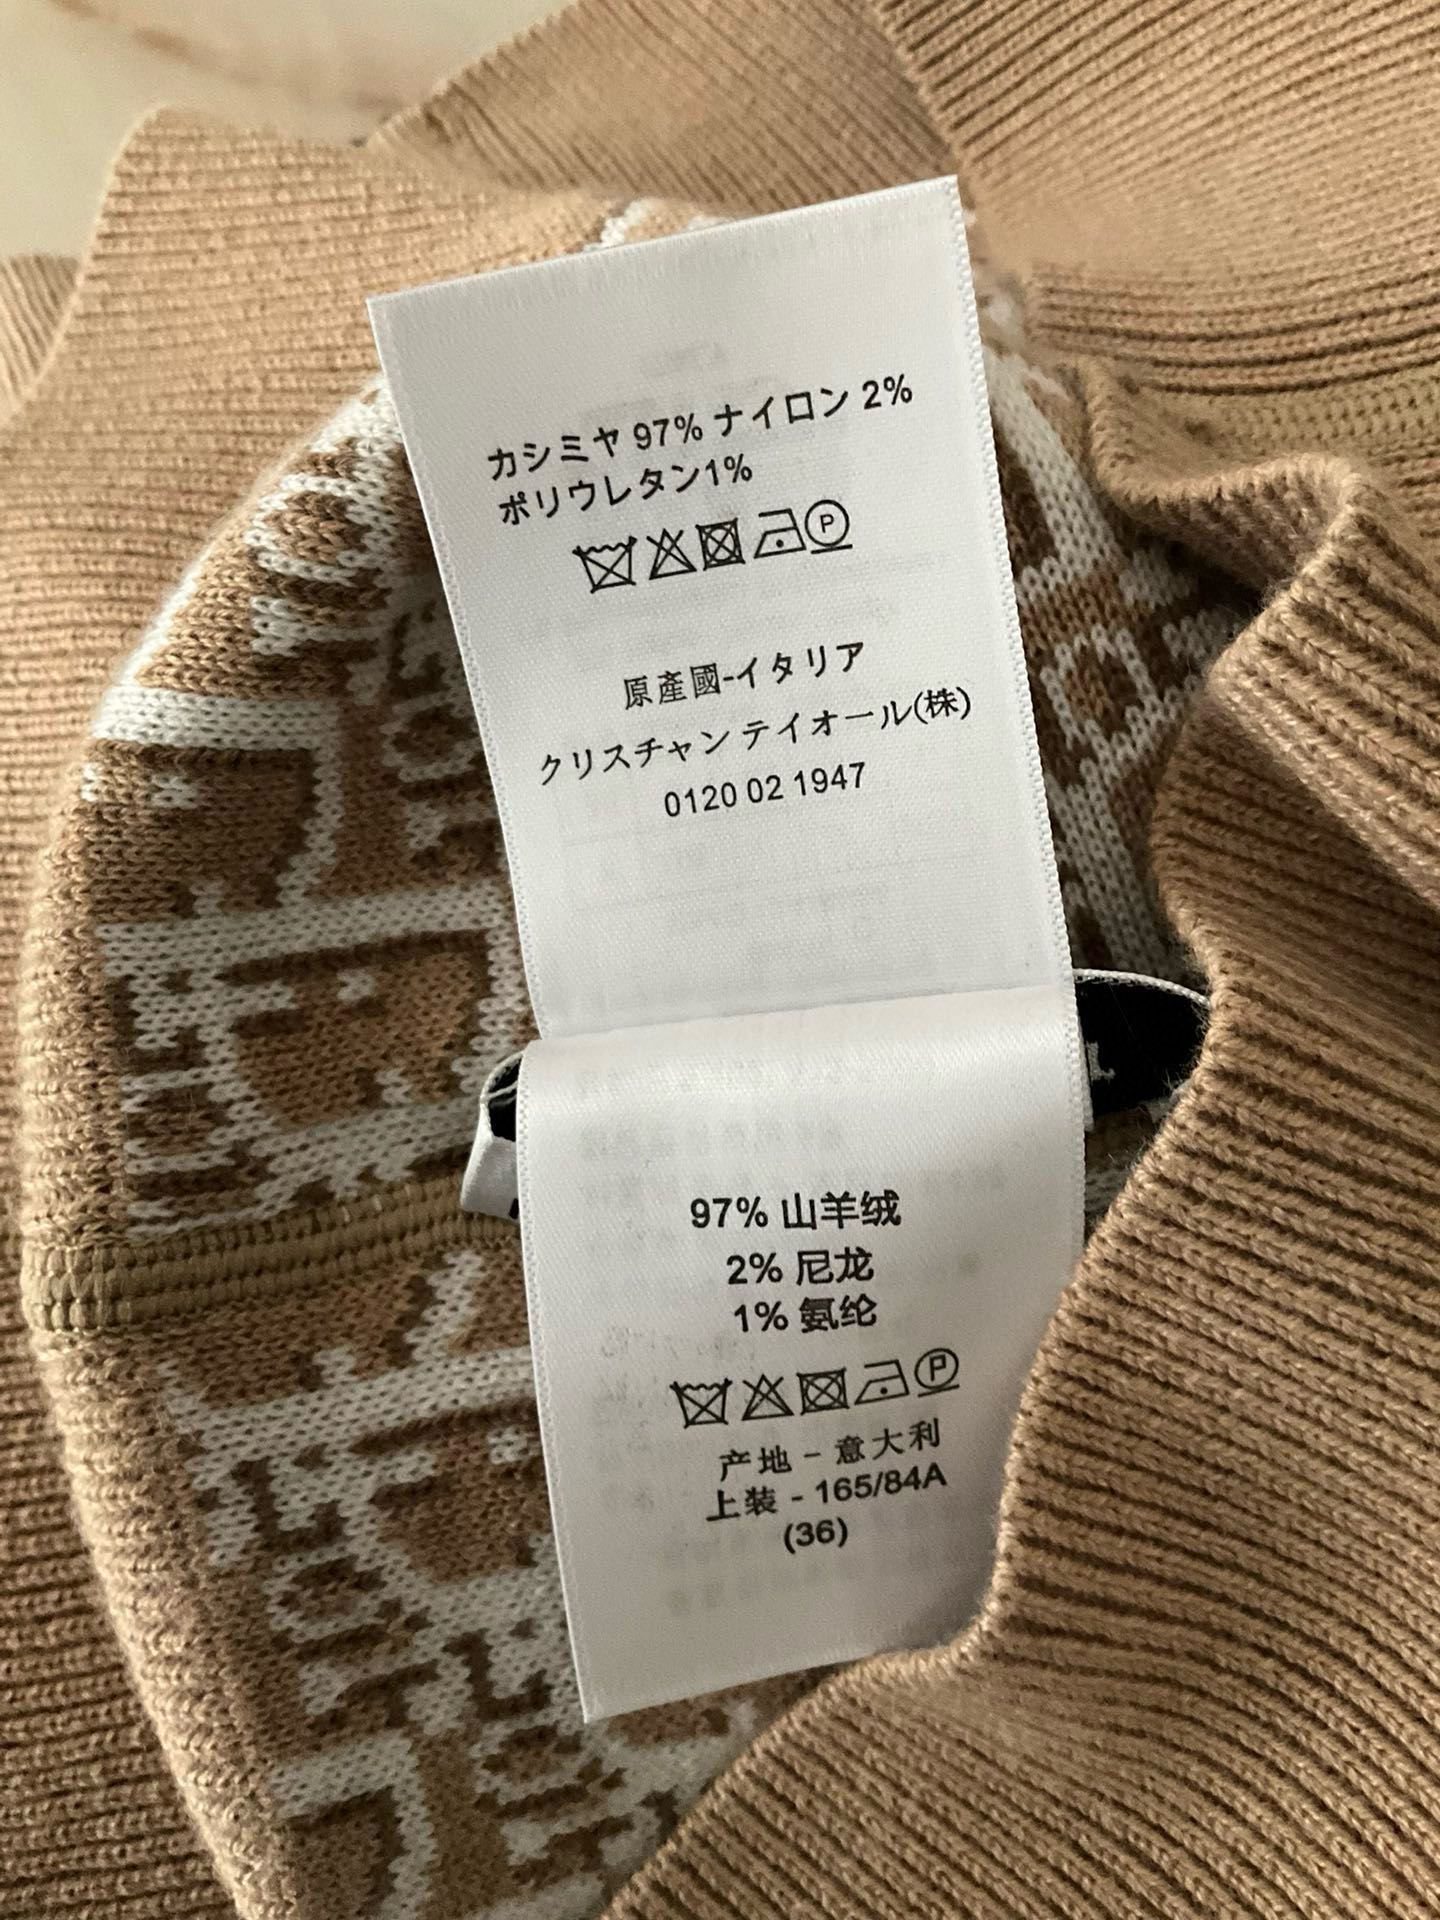 カシミヤ 97% ナイロン 2%
ポリウレタン1%
P
原產國-イタリア
クリスチャン テイオール(株)
0120 02 1947
97% 山羊绒
2% 尼龙
1% 氨纶
P
产地 - 意大利
上装 - 165/84A
(36)